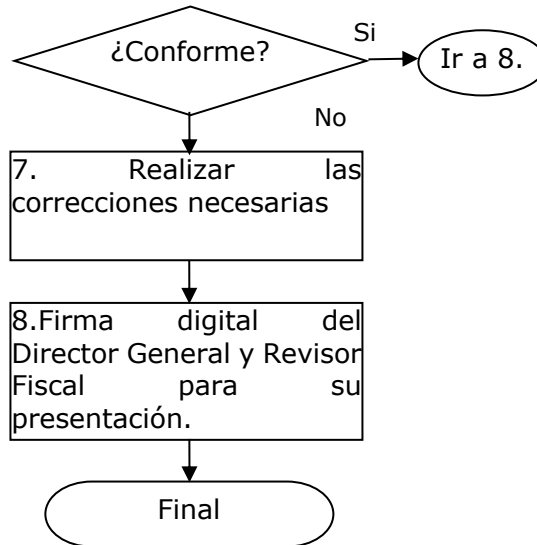 ¿Conforme?
Si
Ir a 8.
No
7. Realizar las
correcciones necesarias
8.Firma digital del
Director General y Revisor
Fiscal para su
presentación.
Final